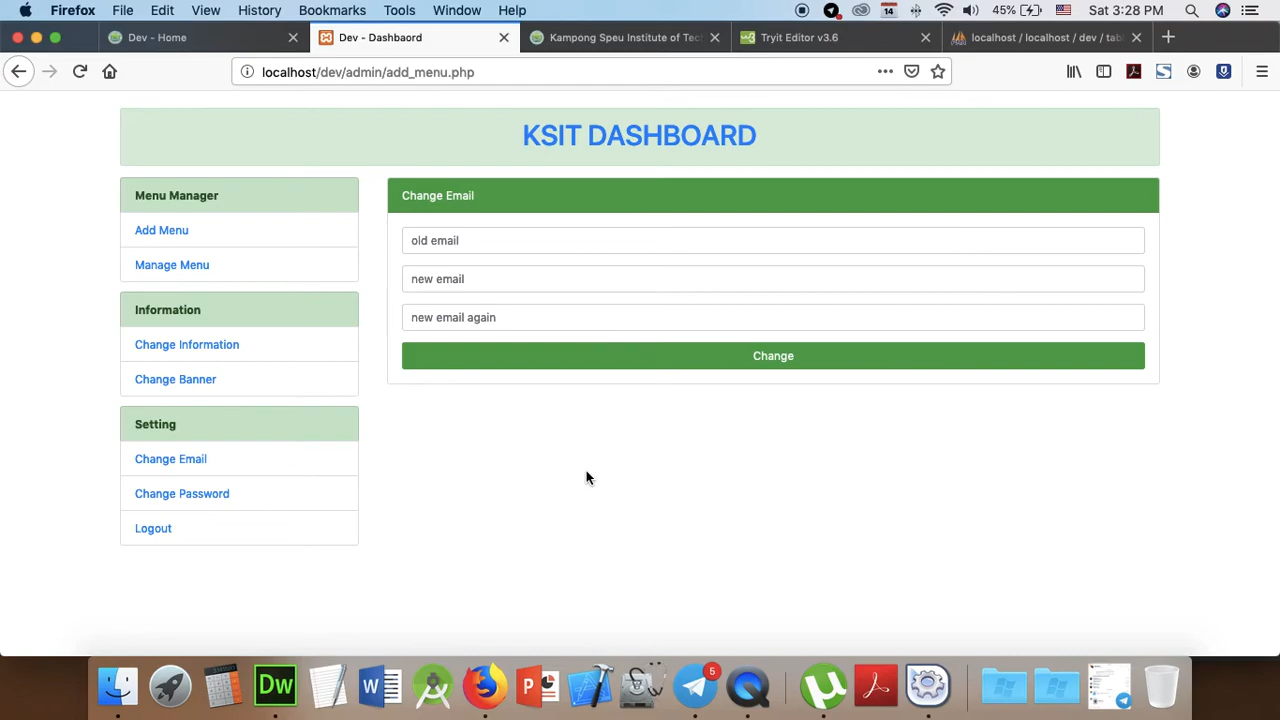 Firefox File Edit View History Bookmarks Tools Window Help 14 45% Sat 3:28 PM
Dev - Home Dev - Dashbaord Kampong Speu Institute of Tec Tryit Editor v3.6 localhost / localhost / dev / tab
localhost/dev/admin/add_menu.php
KSIT DASHBOARD
Menu Manager
Add Menu
Manage Menu
Information
Change Information
Change Banner
Setting
Change Email
Change Password
Logout
Change Email
old email
new email
new email again
Change
Dw W P 5